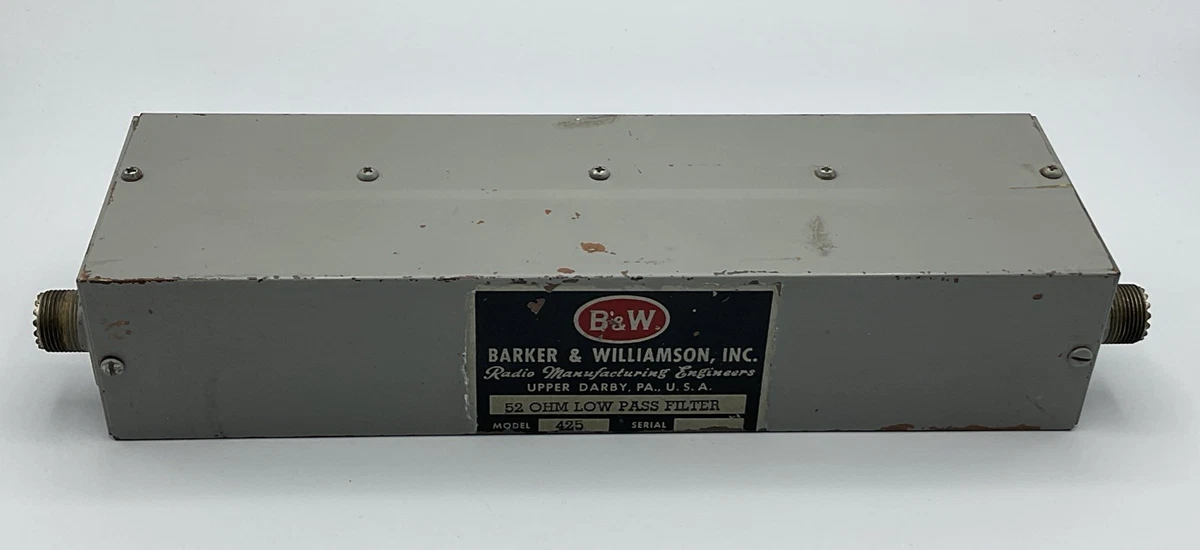 B&W
BARKER & WILLIAMSON, INC.
Radio Manufacturing Engineers
UPPER DARBY, PA., U.S.A.
52 OHM LOW PASS FILTER
MODEL 425 SERIAL